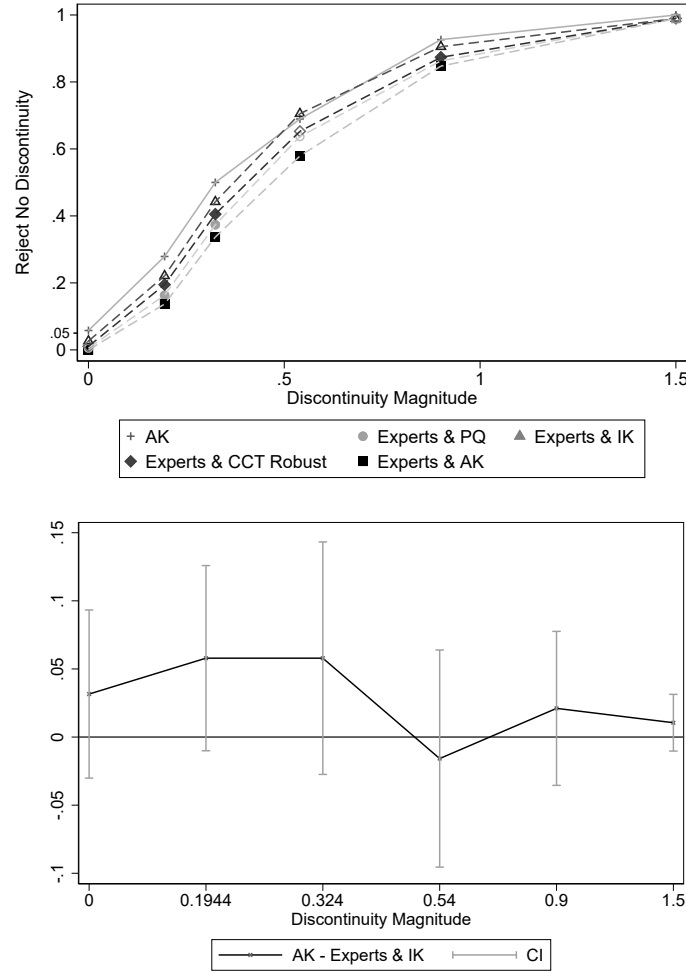 1
.8
.6
.4
.2
.05
0
Reject No Discontinuity
0 .5 1 1.5
Discontinuity Magnitude
AK Experts & PQ Experts & IK
Experts & CCT Robust Experts & AK
.15
.1
.05
0
-.05
-.1
0 0.1944 0.324 0.54 0.9 1.5
Discontinuity Magnitude
AK - Experts & IK CI